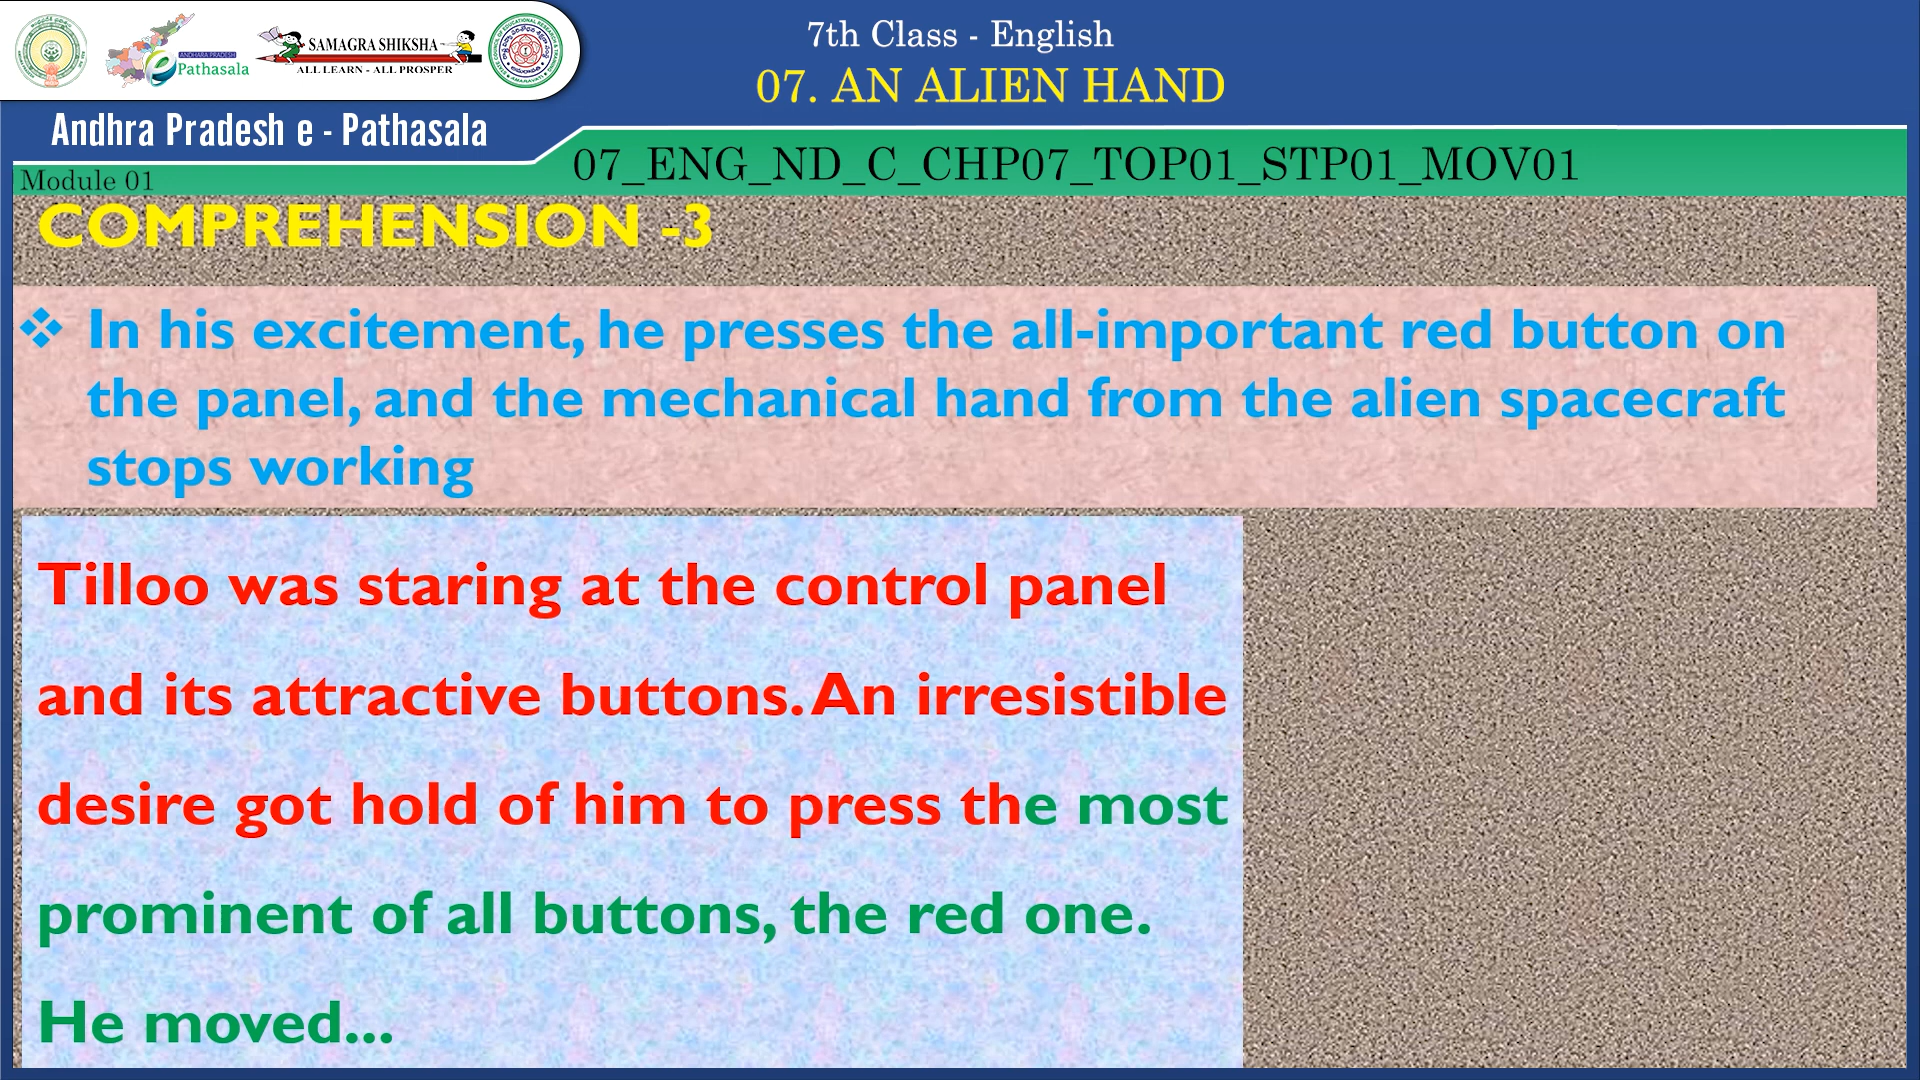 ANDHRA PRADESH
e Pathasala
SAMAGRA SHIKSHA
ALL LEARN - ALL PROSPER
Andhra Pradesh e - Pathasala
7th Class - English
07. AN ALIEN HAND
Module 01
07_ENG_ND_C_CHP07_TOP01_STP01_MOV01
COMPREHENSION -3
❖ In his excitement, he presses the all-important red button on
the panel, and the mechanical hand from the alien spacecraft
stops working
Tilloo was staring at the control panel
and its attractive buttons. An irresistible
desire got hold of him to press the most
prominent of all buttons, the red one.
He moved...